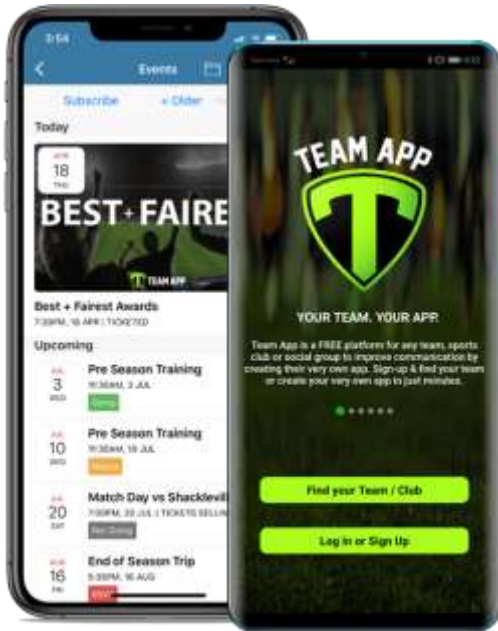 3:54
Events
Subscribe
< Older
Today
APR
18
THU
BEST+FAIRE
TEAM APP
Best + Fairest Awards
7:30PM, 18 APR | TICKETED
Upcoming
JUL
3
WED
Pre Season Training
11:30AM, 3 JUL
Going
JUL
10
WED
Pre Season Training
11:30AM, 10 JUL
JUL
20
SAT
Match Day vs Shacklevil
7:00PM, 20 JUL | TICKETS SELLIN
Not Going
AUG
16
FRI
End of Season Trip
5:30PM, 16 AUG
TEAM APP
T
YOUR TEAM. YOUR APP.
Team App is a FREE platform for any team, sports
club or social group to improve communication by
creating their very own app. Sign-up & find your team
or create your very own app in just minutes.
Find your Team / Club
Log in or Sign Up